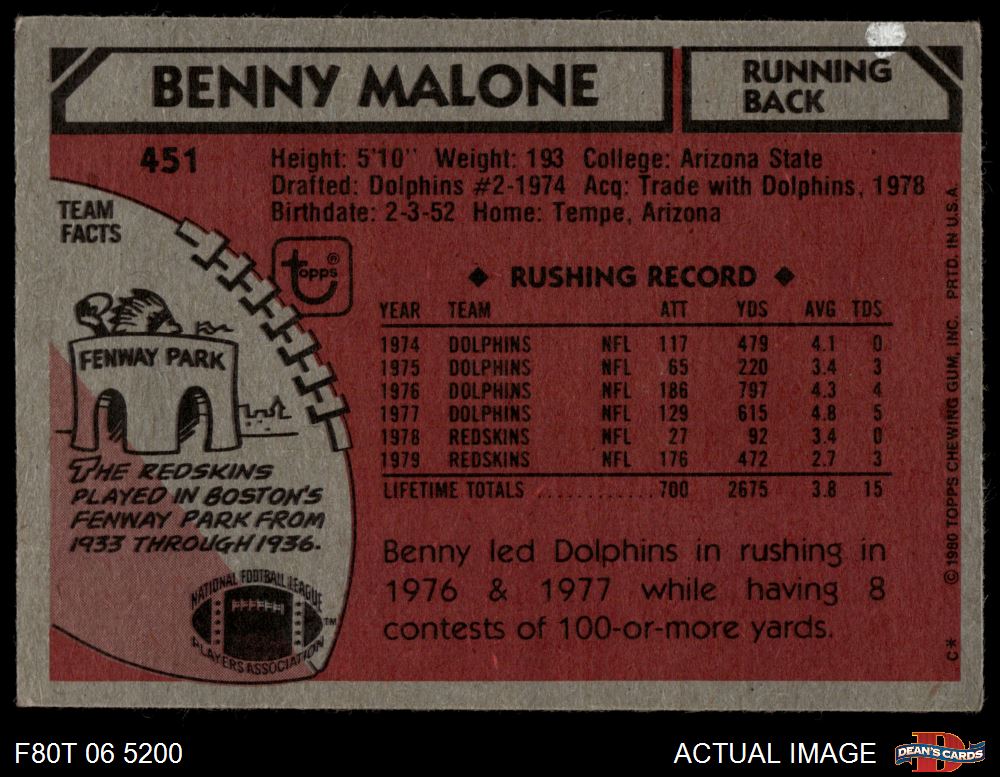 BENNY MALONE
RUNNING
BACK
451
Height: 5'10" Weight: 193 College: Arizona State
Drafted: Dolphins #2-1974 Acq: Trade with Dolphins, 1978
Birthdate: 2-3-52 Home: Tempe, Arizona
TEAM
FACTS
topps®
FENWAY PARK
THE REDSKINS
PLAYED IN BOSTON'S
FENWAY PARK FROM
1933 THROUGH 1936.
NATIONAL FOOTBALL LEAGUE
PLAYERS ASSOCIATION
TM
◆ RUSHING RECORD ◆
YEAR TEAM ATT YDS AVG TDS
1974 DOLPHINS NFL 117 479 4.1 0
1975 DOLPHINS NFL 65 220 3.4 3
1976 DOLPHINS NFL 186 797 4.3 4
1977 DOLPHINS NFL 129 615 4.8 5
1978 REDSKINS NFL 27 92 3.4 0
1979 REDSKINS NFL 176 472 2.7 3
LIFETIME TOTALS ............. 700 2675 3.8 15
Benny led Dolphins in rushing in
1976 & 1977 while having 8
contests of 100-or-more yards.
C* © 1980 TOPPS CHEWING GUM, INC. PRTD. IN U.S.A.
F80T 06 5200
ACTUAL IMAGE
D
DEAN'S CARDS